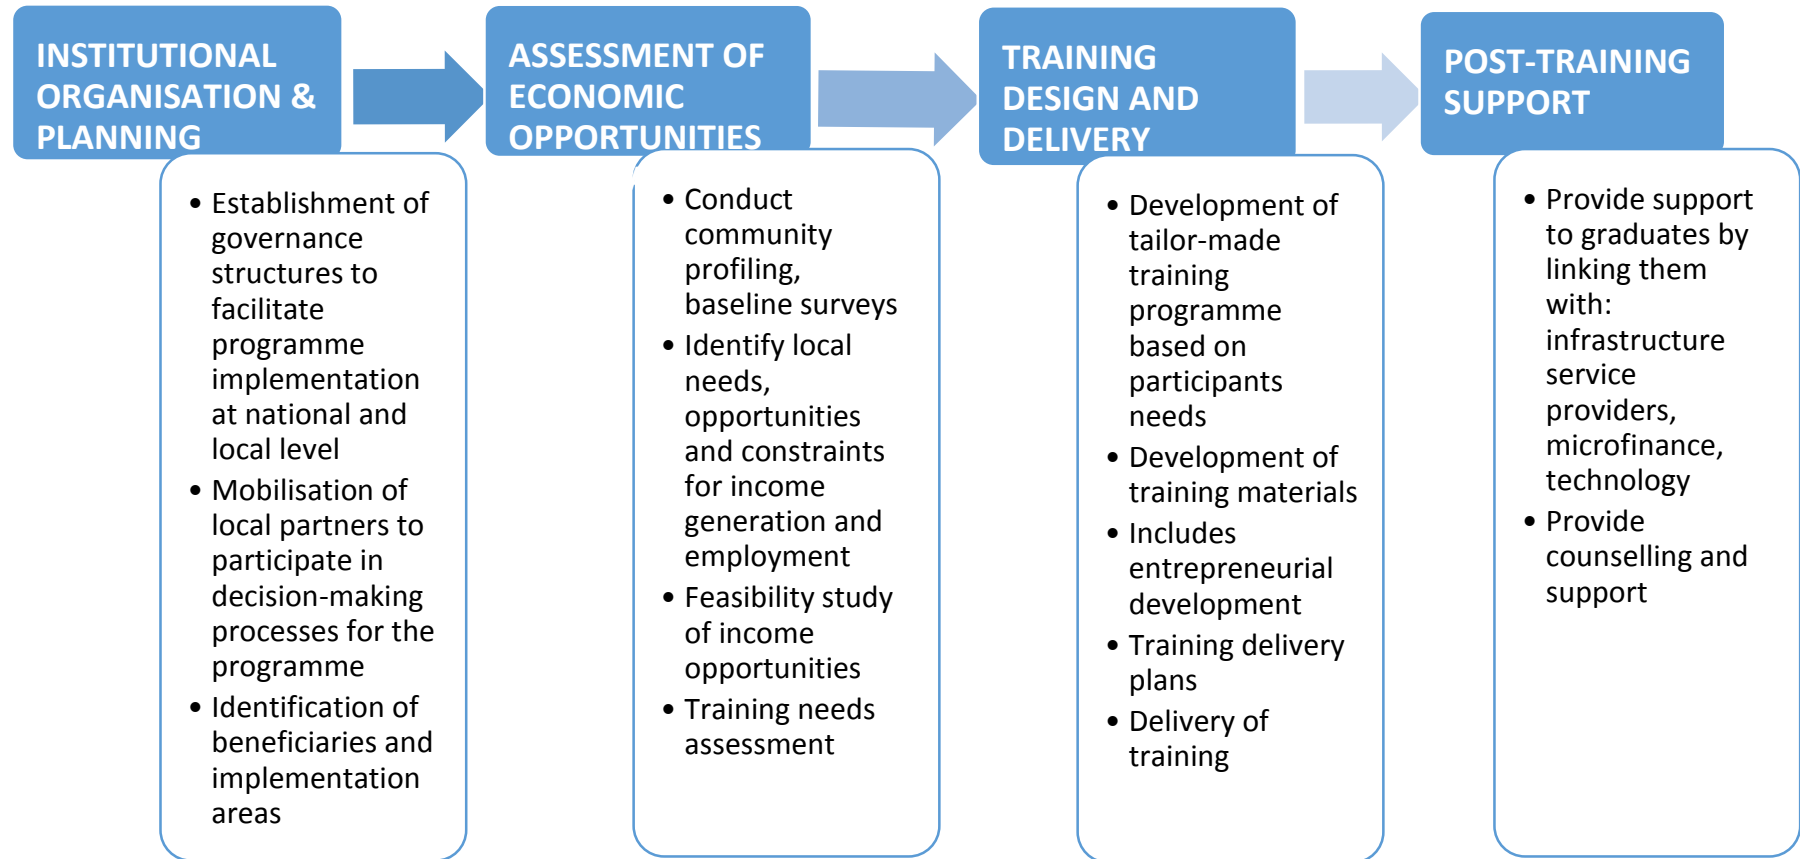 INSTITUTIONAL
ORGANISATION &
PLANNING
• Establishment of
governance
structures to
facilitate
programme
implementation
at national and
local level
• Mobilisation of
local partners to
participate in
decision-making
processes for the
programme
• Identification of
beneficiaries and
implementation
areas
ASSESSMENT OF
ECONOMIC
OPPORTUNITIES
• Conduct
community
profiling,
baseline surveys
• Identify local
needs,
opportunities
and constraints
for income
generation and
employment
• Feasibility study
of income
opportunities
• Training needs
assessment
TRAINING
DESIGN AND
DELIVERY
• Development of
tailor-made
training
programme
based on
participants
needs
• Development of
training materials
• Includes
entrepreneurial
development
• Training delivery
plans
• Delivery of
training
POST-TRAINING
SUPPORT
• Provide support
to graduates by
linking them
with:
infrastructure
service
providers,
microfinance,
technology
• Provide
counselling and
support